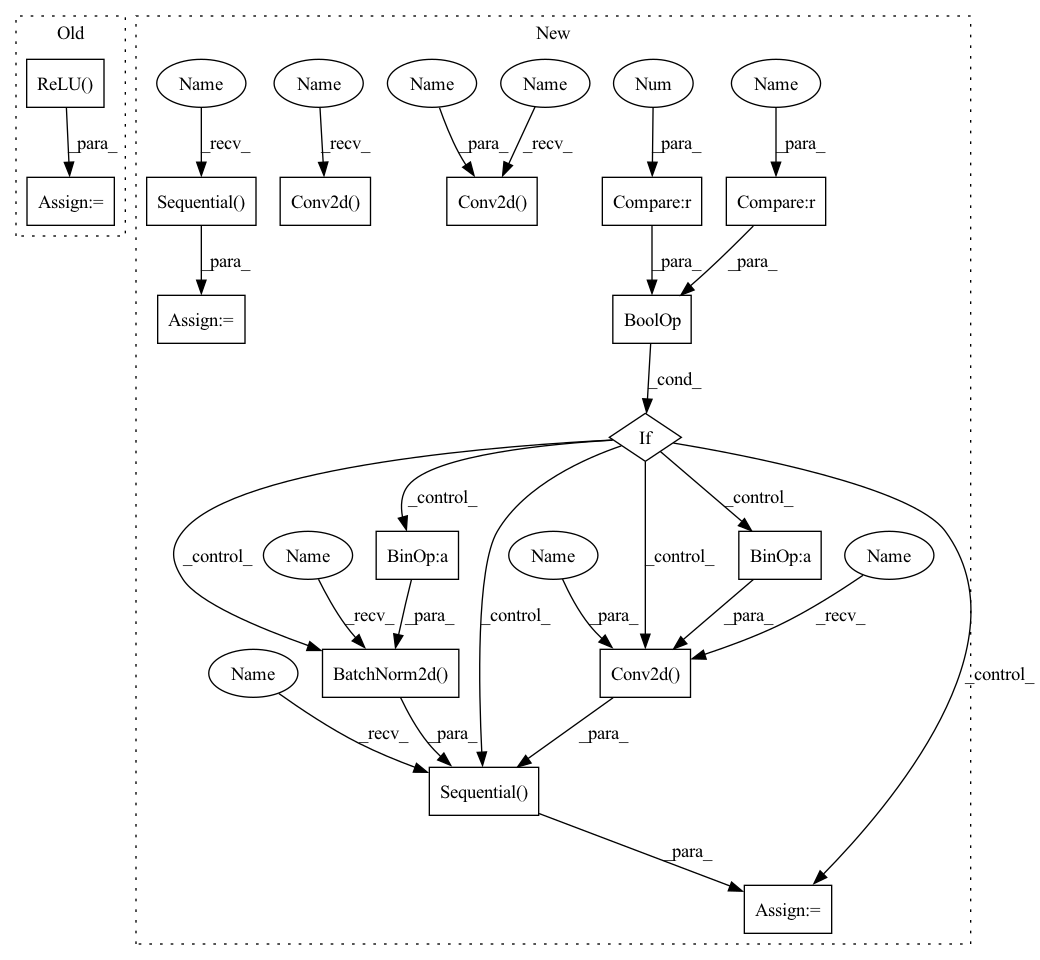 Old
New
ReLU()
Name
Name
Name
Name
Num
Name
_para_
_recv_
_recv_
_para_
_recv_
_para_
_para_
Assign:=
Sequential()
Conv2d()
Conv2d()
Compare:r
Compare:r
_para_
_para_
_para_
Assign:=
BoolOp
_cond_
If
_control_
_control_
Name
BinOp:a
Name
BinOp:a
Name
_control_
_control_
_recv_
_para_
_control_
_para_
_para_
_recv_
Name
BatchNorm2d()
Conv2d()
_control_
_recv_
_para_
_para_
Sequential()
_para_
Assign:=